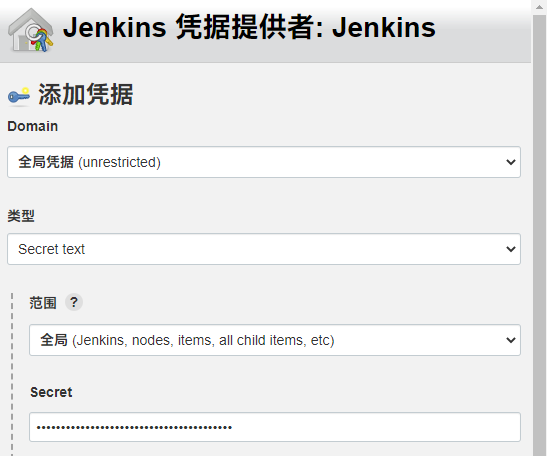 Jenkins 凭据提供者: Jenkins
添加凭据
Domain
全局凭据 (unrestricted)
类型
Secret text
范围 ?
全局 (Jenkins, nodes, items, all child items, etc)
Secret
••••••••••••••••••••••••••••••••••••••••